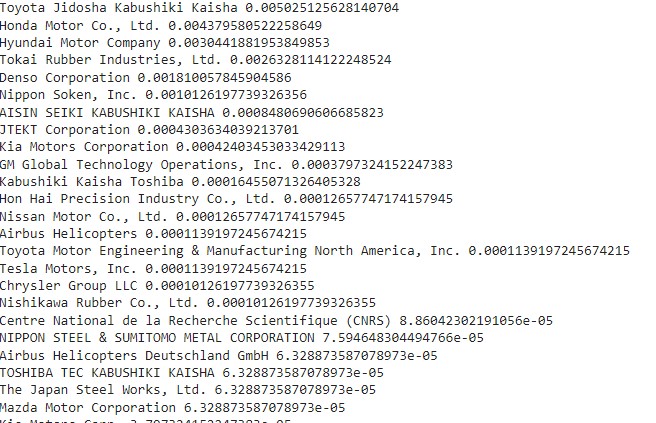 Toyota Jidosha Kabushiki Kaisha 0.005025125628140704
Honda Motor Co., Ltd. 0.004379580522258649
Hyundai Motor Company 0.0030441881953849853
Tokai Rubber Industries, Ltd. 0.0026328114122248524
Denso Corporation 0.001810057845904586
Nippon Soken, Inc. 0.0010126197739326356
AISIN SEIKI KABUSHIKI KAISHA 0.0008480690606685823
JTEKT Corporation 0.0004303634039213701
Kia Motors Corporation 0.00042403453033429113
GM Global Technology Operations, Inc. 0.0003797324152247383
Kabushiki Kaisha Toshiba 0.00016455071326405328
Hon Hai Precision Industry Co., Ltd. 0.00012657747174157945
Nissan Motor Co., Ltd. 0.00012657747174157945
Airbus Helicopters 0.0001139197245674215
Toyota Motor Engineering & Manufacturing North America, Inc. 0.0001139197245674215
Tesla Motors, Inc. 0.0001139197245674215
Chrysler Group LLC 0.00010126197739326355
Nishikawa Rubber Co., Ltd. 0.00010126197739326355
Centre National de la Recherche Scientifique (CNRS) 8.86042302191056e-05
NIPPON STEEL & SUMITOMO METAL CORPORATION 7.594648304494766e-05
Airbus Helicopters Deutschland GmbH 6.328873587078973e-05
TOSHIBA TEC KABUSHIKI KAISHA 6.328873587078973e-05
The Japan Steel Works, Ltd. 6.328873587078973e-05
Mazda Motor Corporation 6.328873587078973e-05